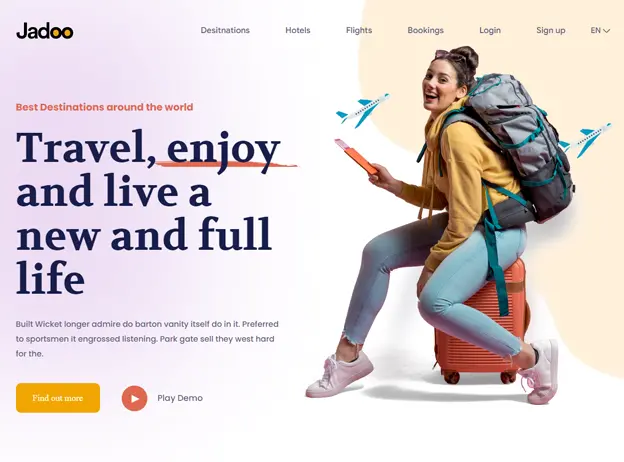 Jadoo
Desitnations
Hotels
Flights
Bookings
Login
Sign up
EN
Best Destinations around the world
Travel, enjoy
and live a
new and full
life
Built Wicket longer admire do barton vanity itself do in it. Preferred
to sportsmen it engrossed listening. Park gate sell they west hard
for the.
Find out more
Play Demo